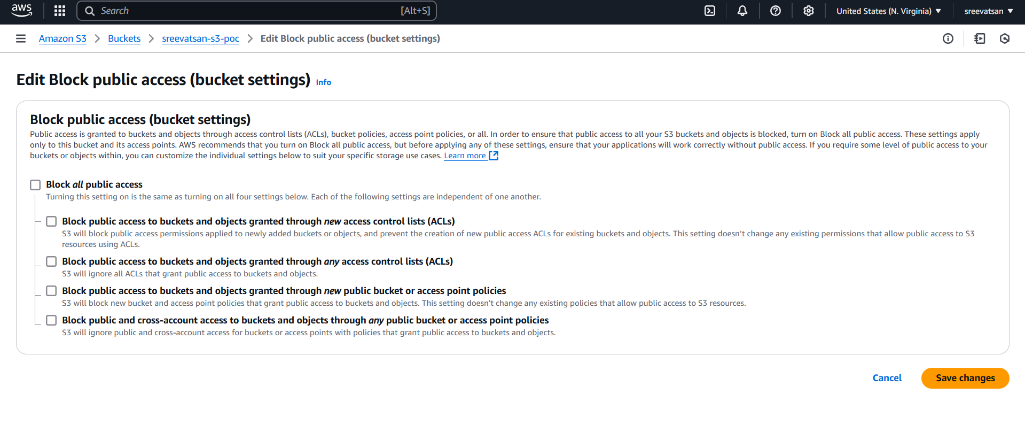 aws
Search [Alt+S] United States (N. Virginia) ▼ sreevatsan ▼
Amazon S3 > Buckets > sreevatsan-s3-poc > Edit Block public access (bucket settings)
Edit Block public access (bucket settings) Info
Block public access (bucket settings)
Public access is granted to buckets and objects through access control lists (ACLs), bucket policies, access point policies, or all. In order to ensure that public access to all your S3 buckets and objects is blocked, turn on Block all public access. These settings apply
only to this bucket and its access points. AWS recommends that you turn on Block all public access, but before applying any of these settings, ensure that your applications will work correctly without public access. If you require some level of public access to your
buckets or objects within, you can customize the individual settings below to suit your specific storage use cases. Learn more
Block all public access
Turning this setting on is the same as turning on all four settings below. Each of the following settings are independent of one another.
Block public access to buckets and objects granted through new access control lists (ACLs)
S3 will block public access permissions applied to newly added buckets or objects, and prevent the creation of new public access ACLs for existing buckets and objects. This setting doesn't change any existing permissions that allow public access to S3
resources using ACLs.
Block public access to buckets and objects granted through any access control lists (ACLs)
S3 will ignore all ACLs that grant public access to buckets and objects.
Block public access to buckets and objects granted through new public bucket or access point policies
S3 will block new bucket and access point policies that grant public access to buckets and objects. This setting doesn't change any existing policies that allow public access to S3 resources.
Block public and cross-account access to buckets and objects through any public bucket or access point policies
S3 will ignore public and cross-account access for buckets or access points with policies that grant public access to buckets and objects.
Cancel Save changes